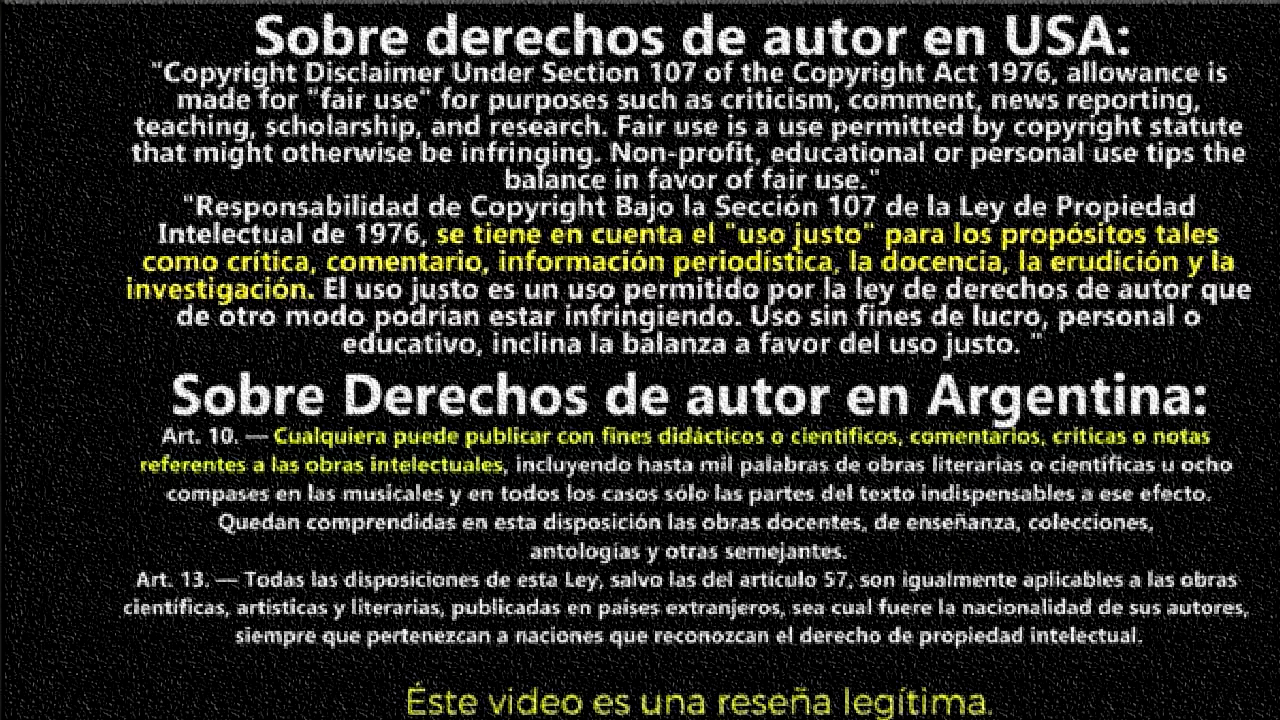 Sobre derechos de autor en USA:
"Copyright Disclaimer Under Section 107 of the Copyright Act 1976, allowance is
made for "fair use" for purposes such as criticism, comment, news reporting,
teaching, scholarship, and research. Fair use is a use permitted by copyright statute
that might otherwise be infringing. Non-profit, educational or personal use tips the
balance in favor of fair use."
"Responsabilidad de Copyright Bajo la Sección 107 de la Ley de Propiedad
Intelectual de 1976, se tiene en cuenta el "uso justo" para los propósitos tales
como crítica, comentario, información periodística, la docencia, la erudición y la
investigación. El uso justo es un uso permitido por la ley de derechos de autor que
de otro modo podrían estar infringiendo. Uso sin fines de lucro, personal o
educativo, inclina la balanza a favor del uso justo. "
Sobre Derechos de autor en Argentina:
Art. 10. — Cualquiera puede publicar con fines didácticos o científicos, comentarios, críticas o notas
referentes a las obras intelectuales, incluyendo hasta mil palabras de obras literarias o científicas u ocho
compases en las musicales y en todos los casos sólo las partes del texto indispensables a ese efecto.
Quedan comprendidas en esta disposición las obras docentes, de enseñanza, colecciones,
antologías y otras semejantes.
Art. 13. — Todas las disposiciones de esta Ley, salvo las del artículo 57, son igualmente aplicables a las obras
científicas, artísticas y literarias, publicadas en países extranjeros, sea cual fuere la nacionalidad de sus autores,
siempre que pertenezcan a naciones que reconozcan el derecho de propiedad intelectual.
Éste video es una reseña legítima.